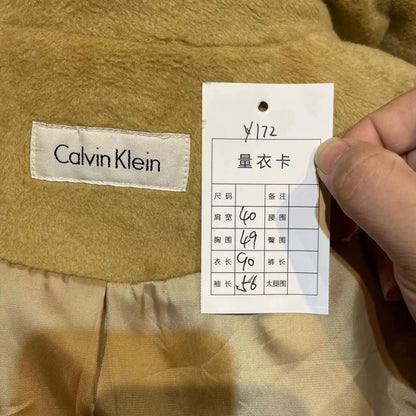 Calvin Klein
¥172
量衣卡
尺码 备注
肩宽 40 腰围
胸围 49 臀围
衣长 90 裤长
袖长 58 大腿围